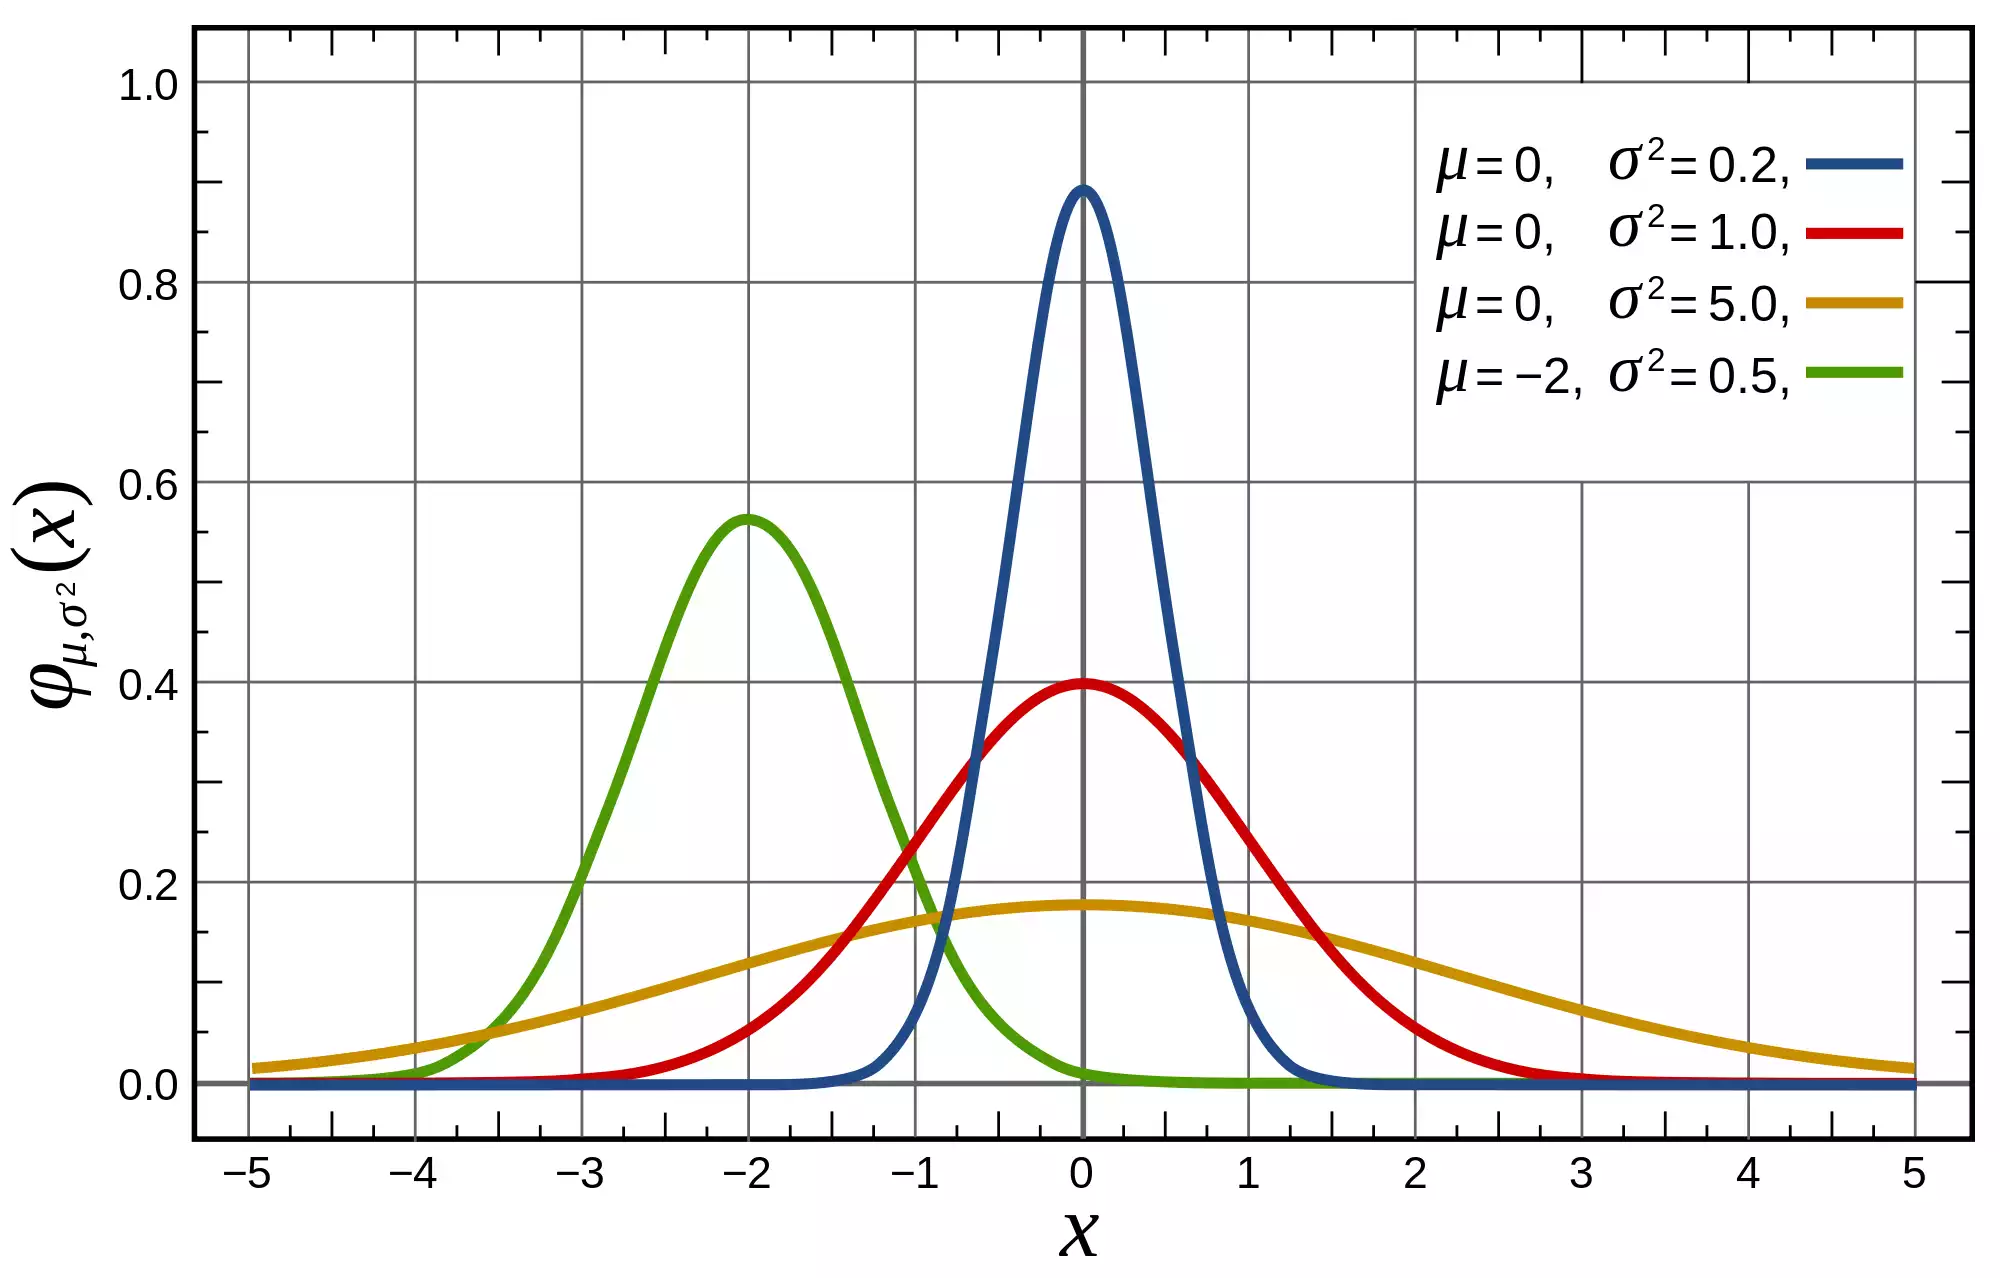 1.0
0.8
0.6
0.4
0.2
0.0
φμ,σ²(x)
μ = 0, σ² = 0.2,
μ = 0, σ² = 1.0,
μ = 0, σ² = 5.0,
μ = −2, σ² = 0.5,
−5 −4 −3 −2 −1 0 1 2 3 4 5
x